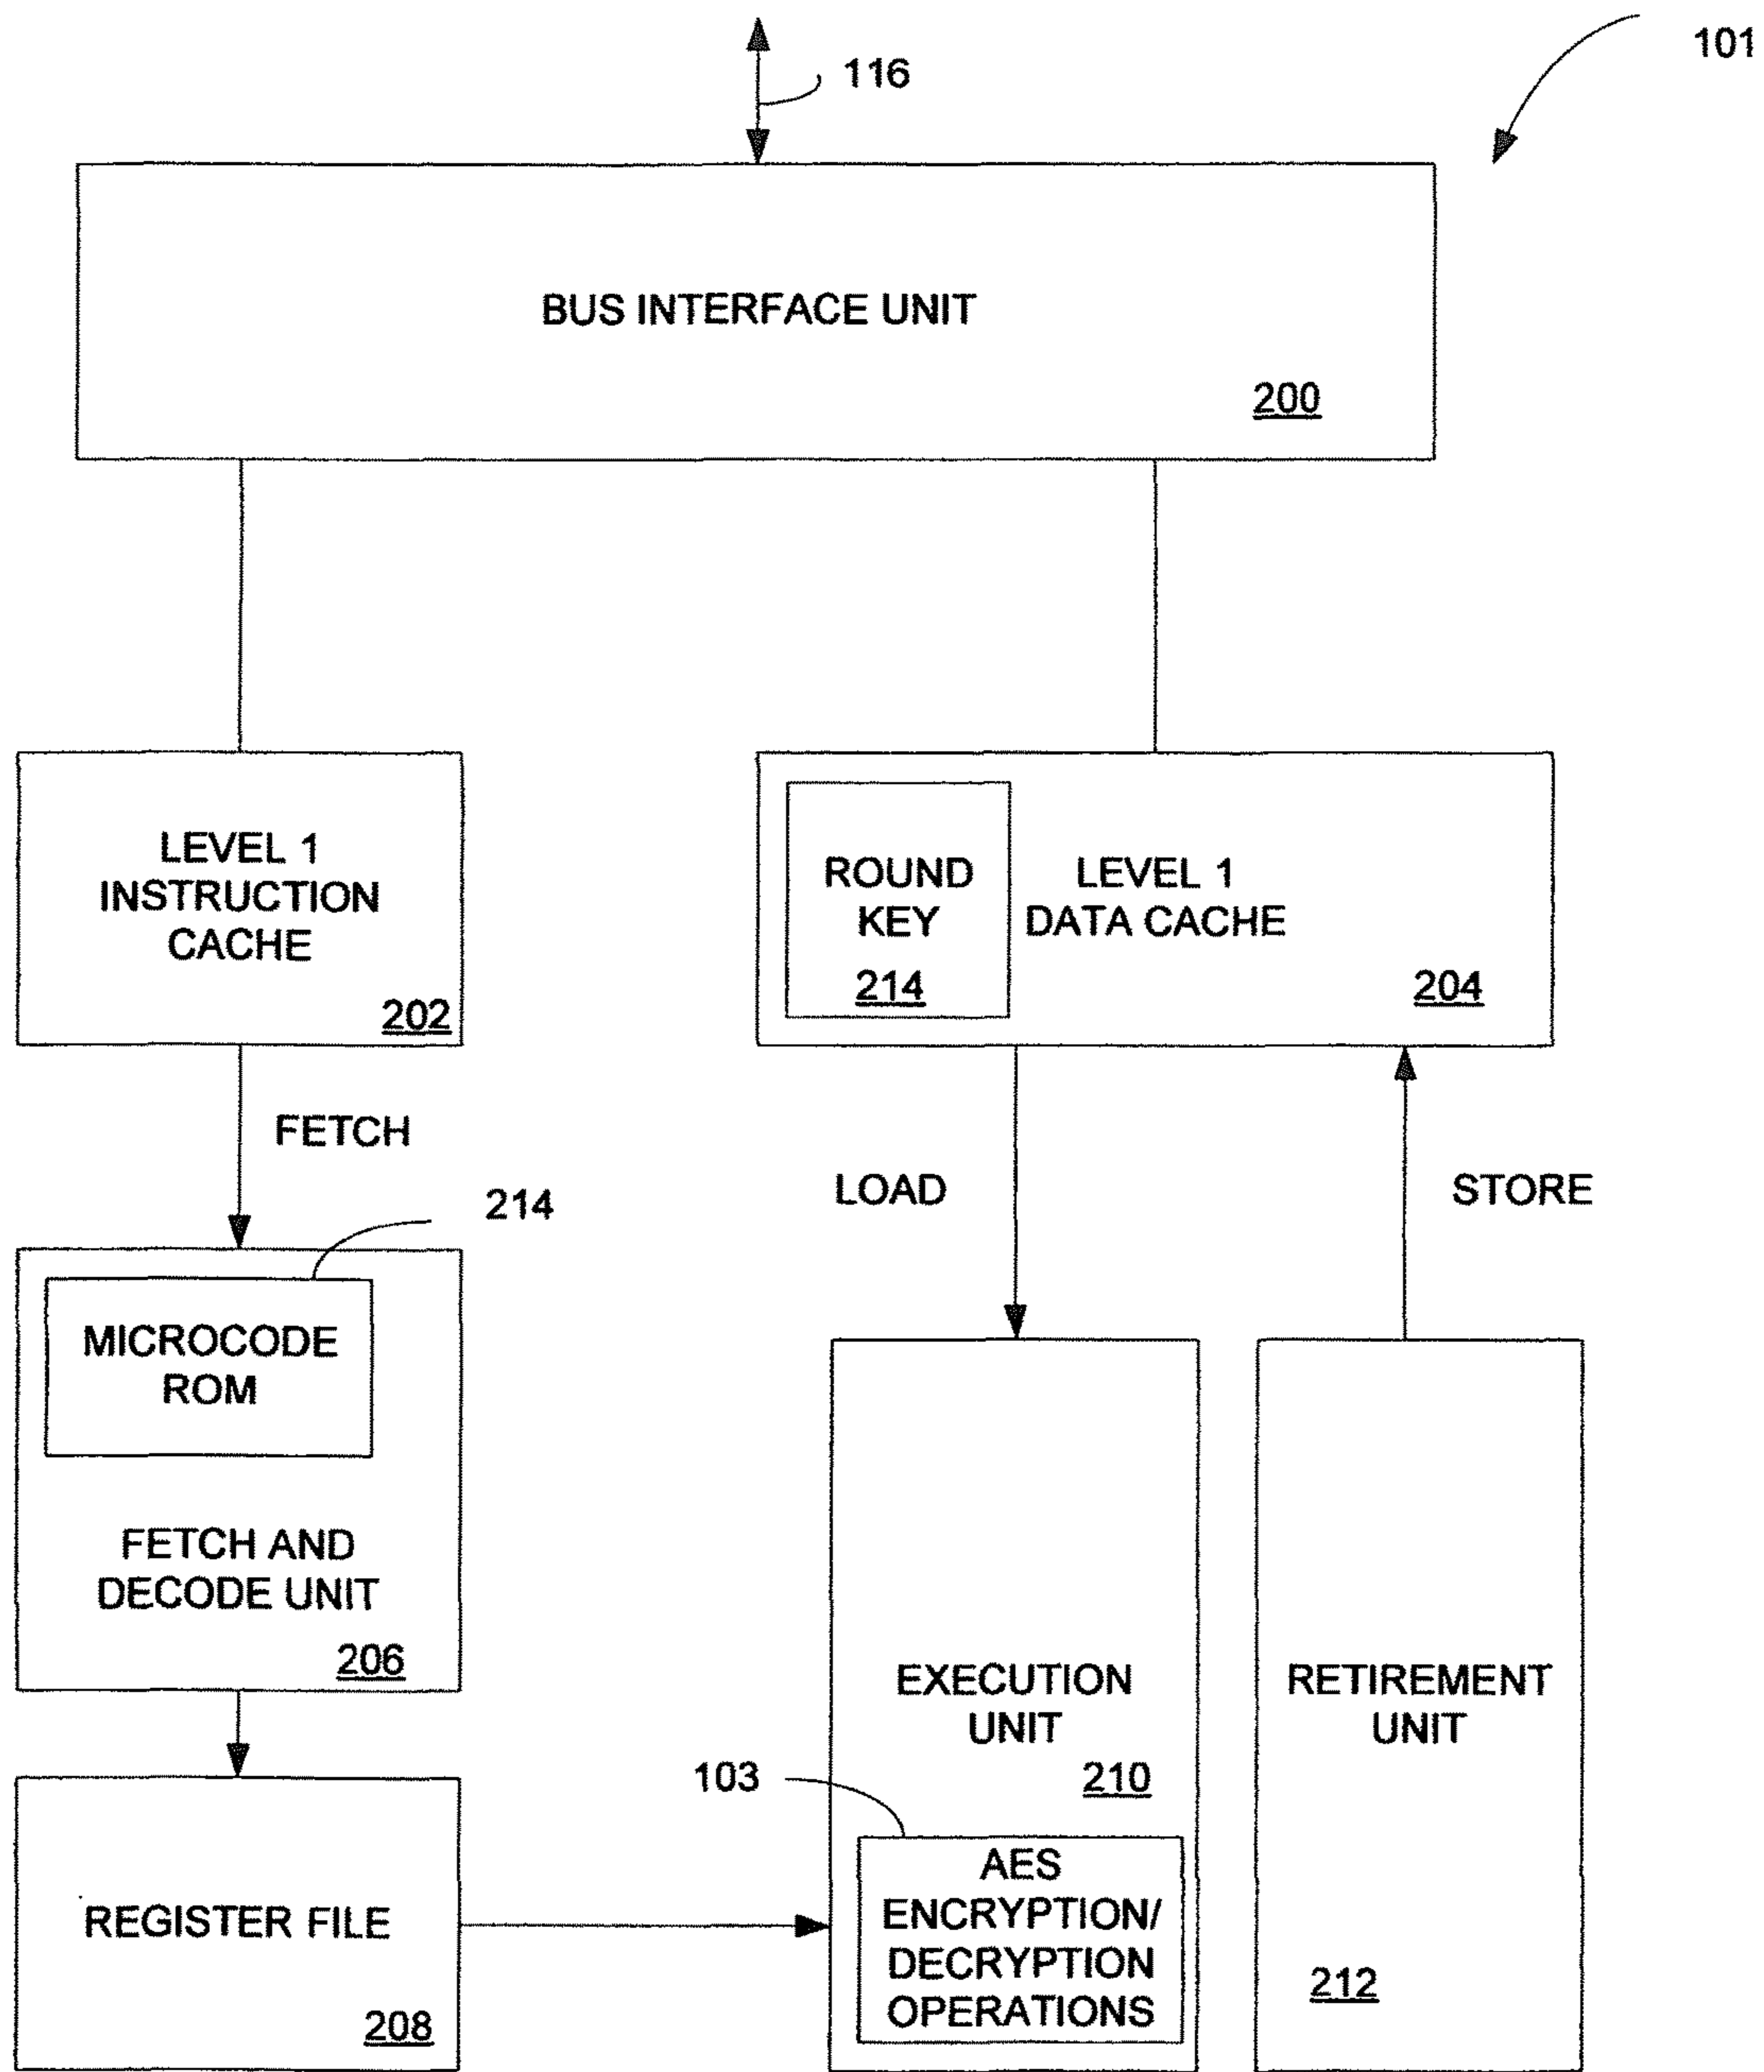 101
116
BUS INTERFACE UNIT
200
LEVEL 1
INSTRUCTION
CACHE
202
ROUND
KEY
214
LEVEL 1
DATA CACHE
204
FETCH
LOAD
STORE
214
MICROCODE
ROM
FETCH AND
DECODE UNIT
206
EXECUTION
UNIT
210
RETIREMENT
UNIT
212
103
AES
ENCRYPTION/
DECRYPTION
OPERATIONS
REGISTER FILE
208